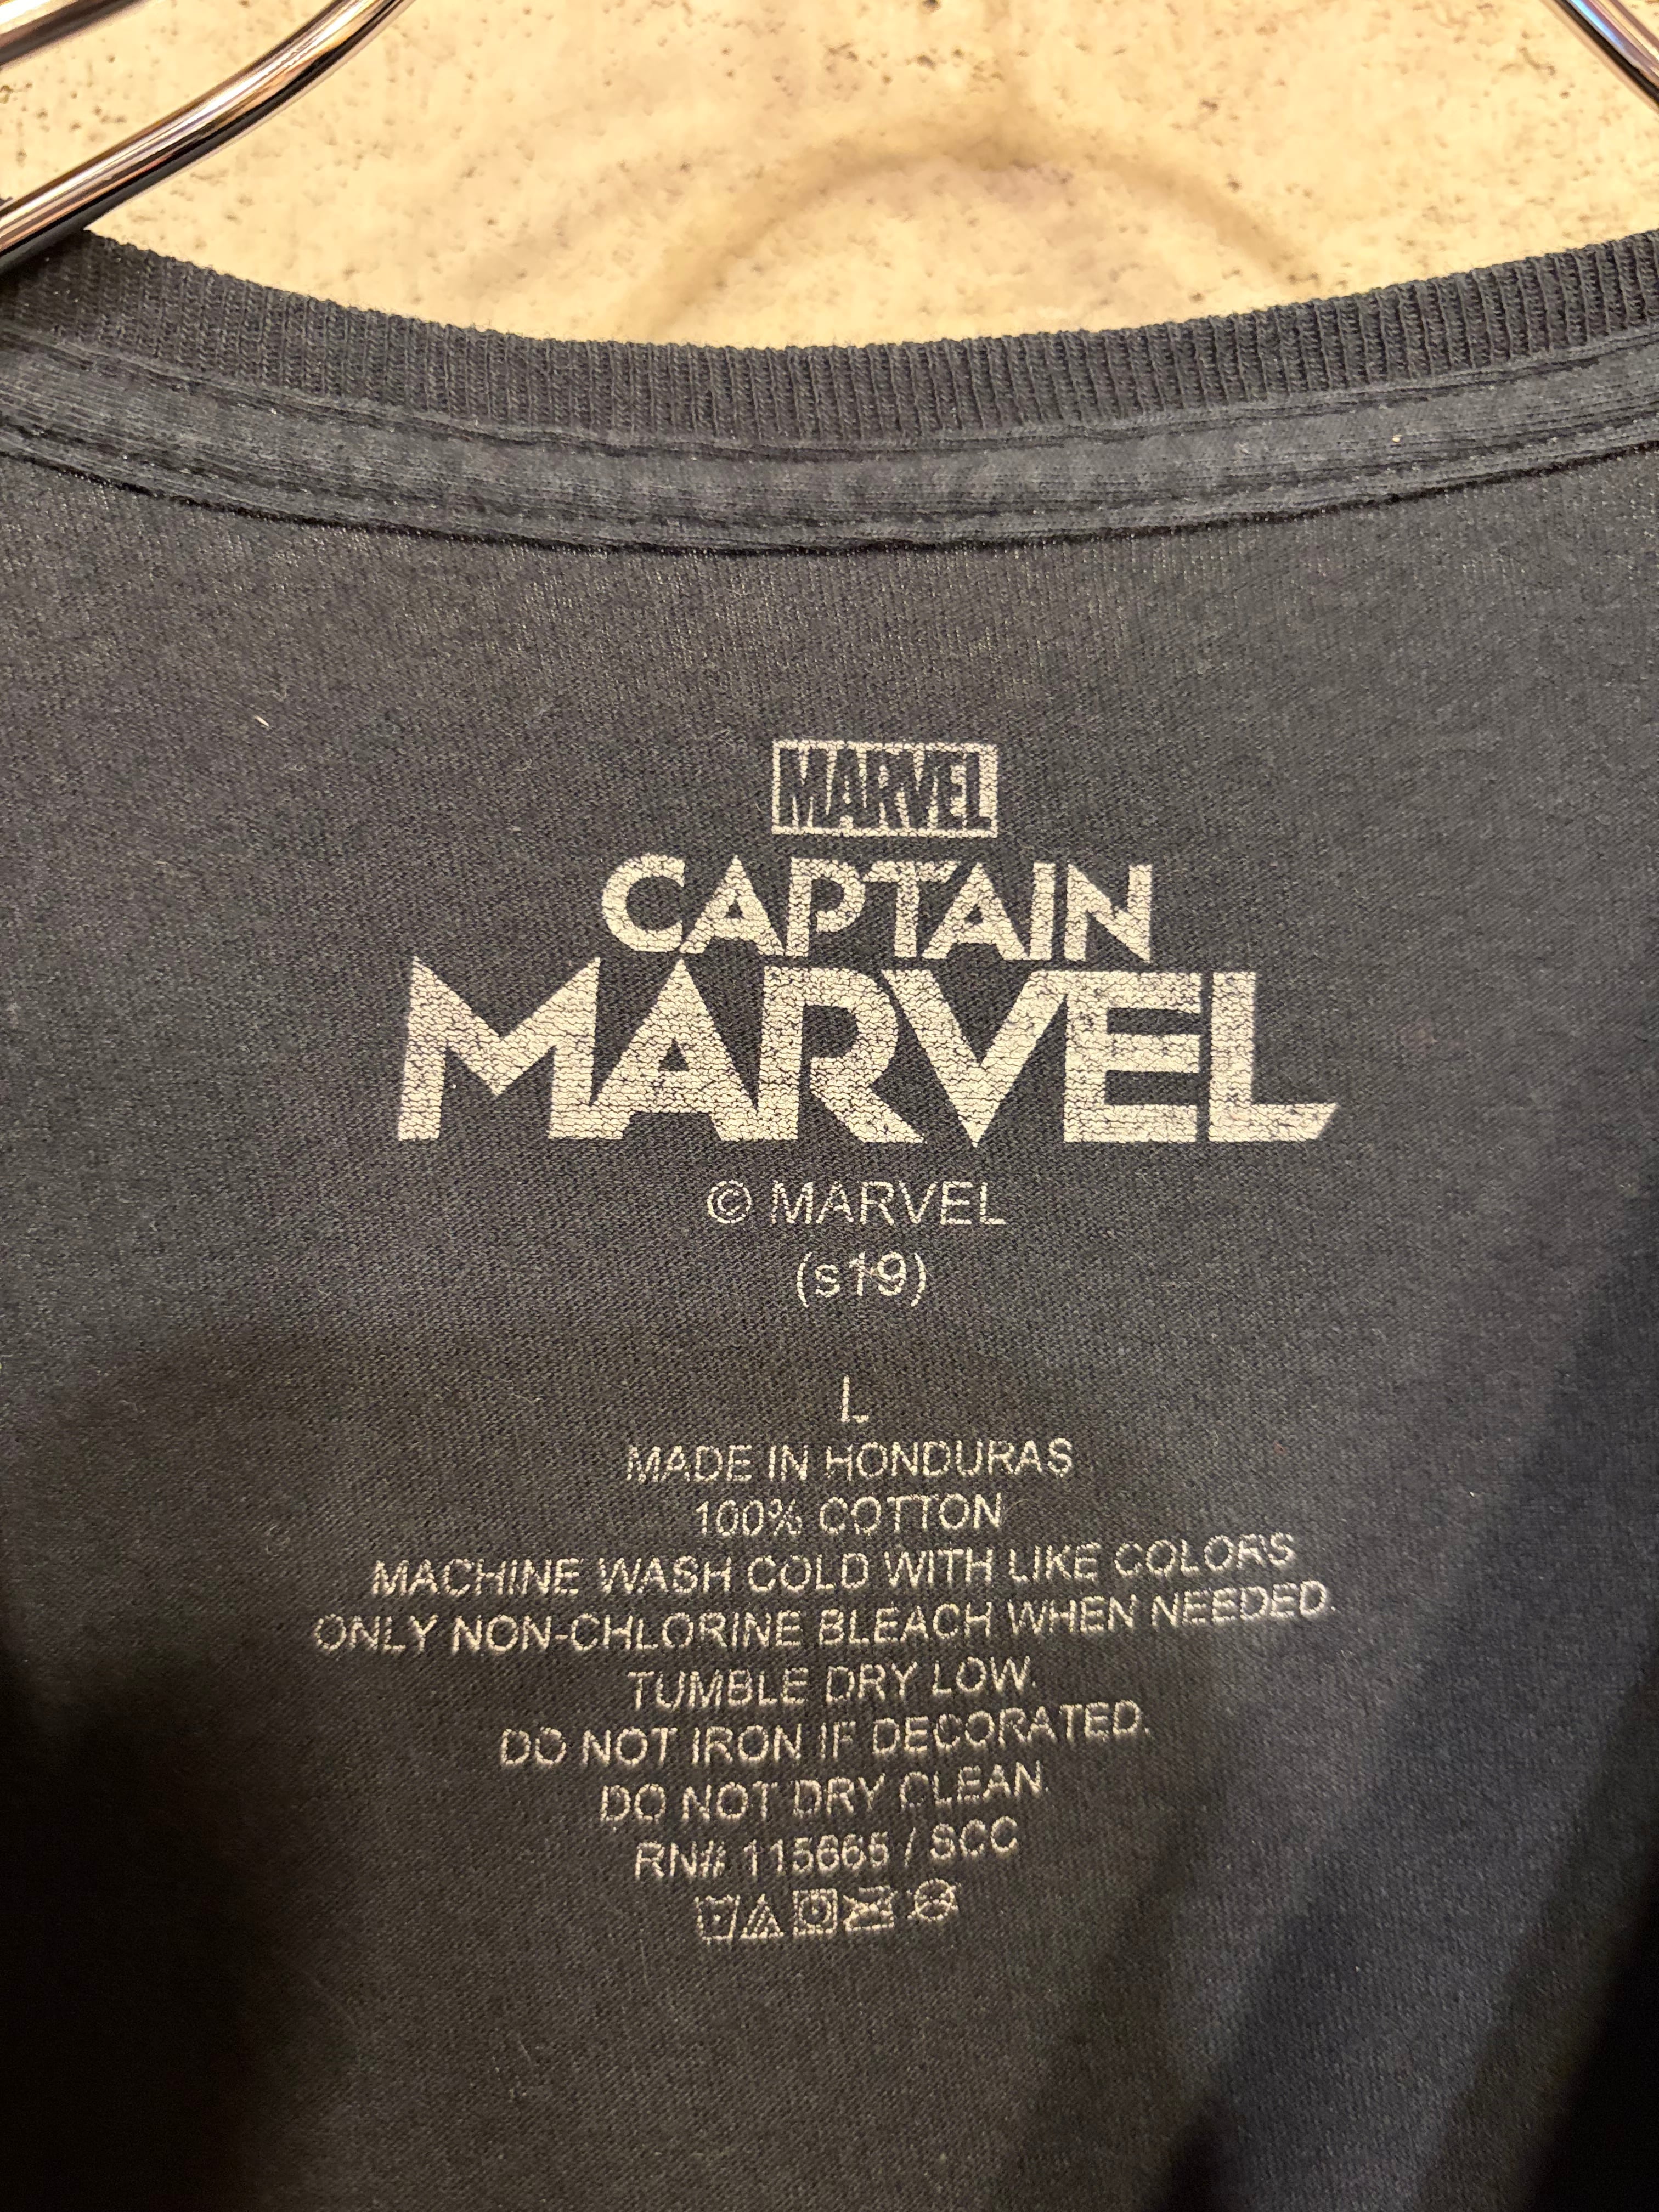 MARVEL
CAPTAIN
MARVEL
© MARVEL
(s19)
L
MADE IN HONDURAS
100% COTTON
MACHINE WASH COLD WITH LIKE COLORS
ONLY NON-CHLORINE BLEACH WHEN NEEDED.
TUMBLE DRY LOW.
DO NOT IRON IF DECORATED.
DO NOT DRY CLEAN.
RN# 115665 / SCC